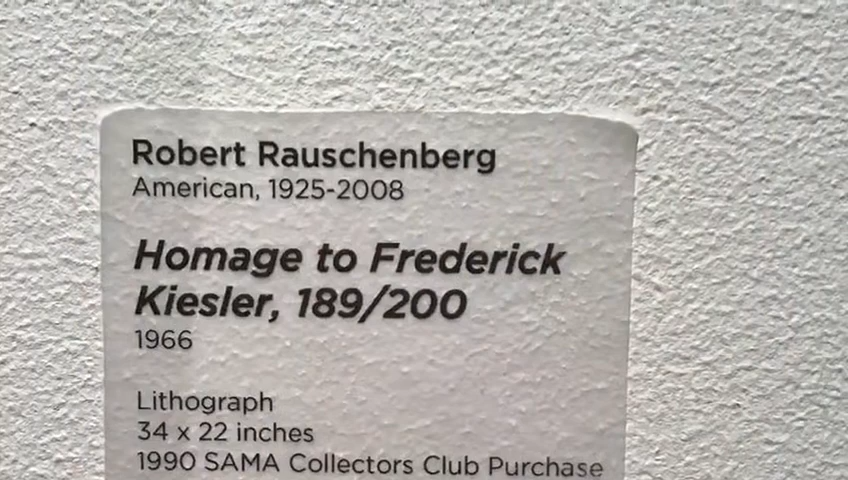 Robert Rauschenberg
American, 1925-2008
Homage to Frederick
Kiesler, 189/200
1966
Lithograph
34 x 22 inches
1990 SAMA Collectors Club Purchase